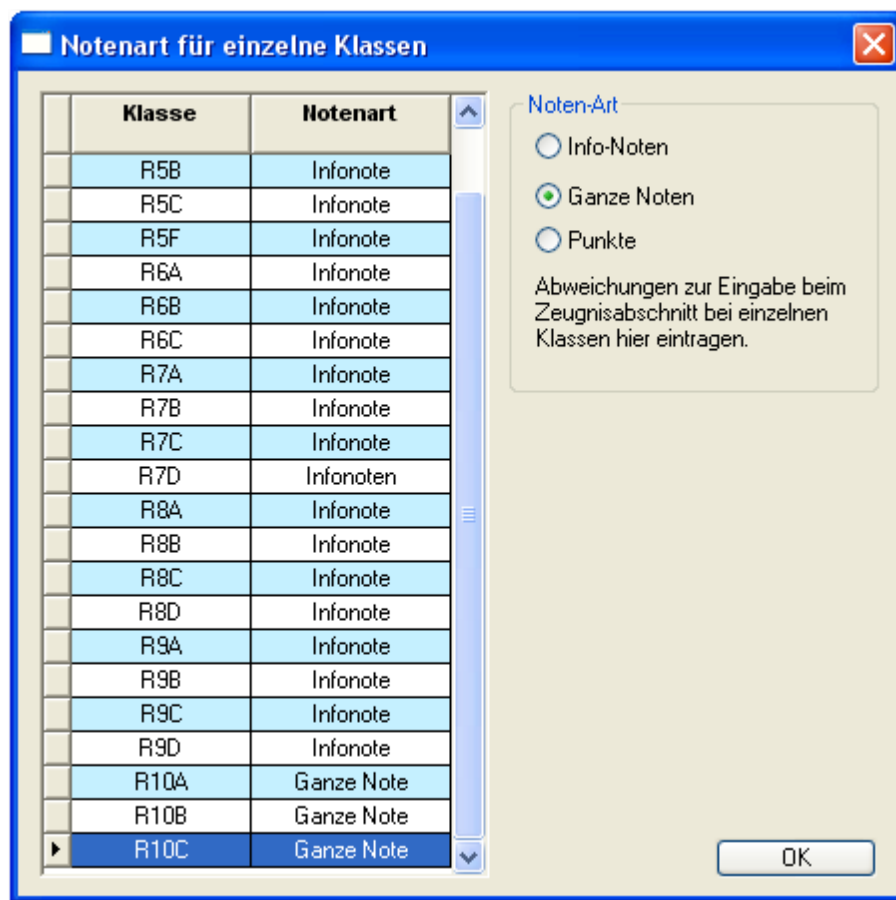 Notenart für einzelne Klassen
Klasse Notenart
R5B Infonote
R5C Infonote
R5F Infonote
R6A Infonote
R6B Infonote
R6C Infonote
R7A Infonote
R7B Infonote
R7C Infonote
R7D Infonoten
R8A Infonote
R8B Infonote
R8C Infonote
R8D Infonote
R9A Infonote
R9B Infonote
R9C Infonote
R9D Infonote
R10A Ganze Note
R10B Ganze Note
R10C Ganze Note
Noten-Art
Info-Noten
Ganze Noten
Punkte
Abweichungen zur Eingabe beim
Zeugnisabschnitt bei einzelnen
Klassen hier eintragen.
OK